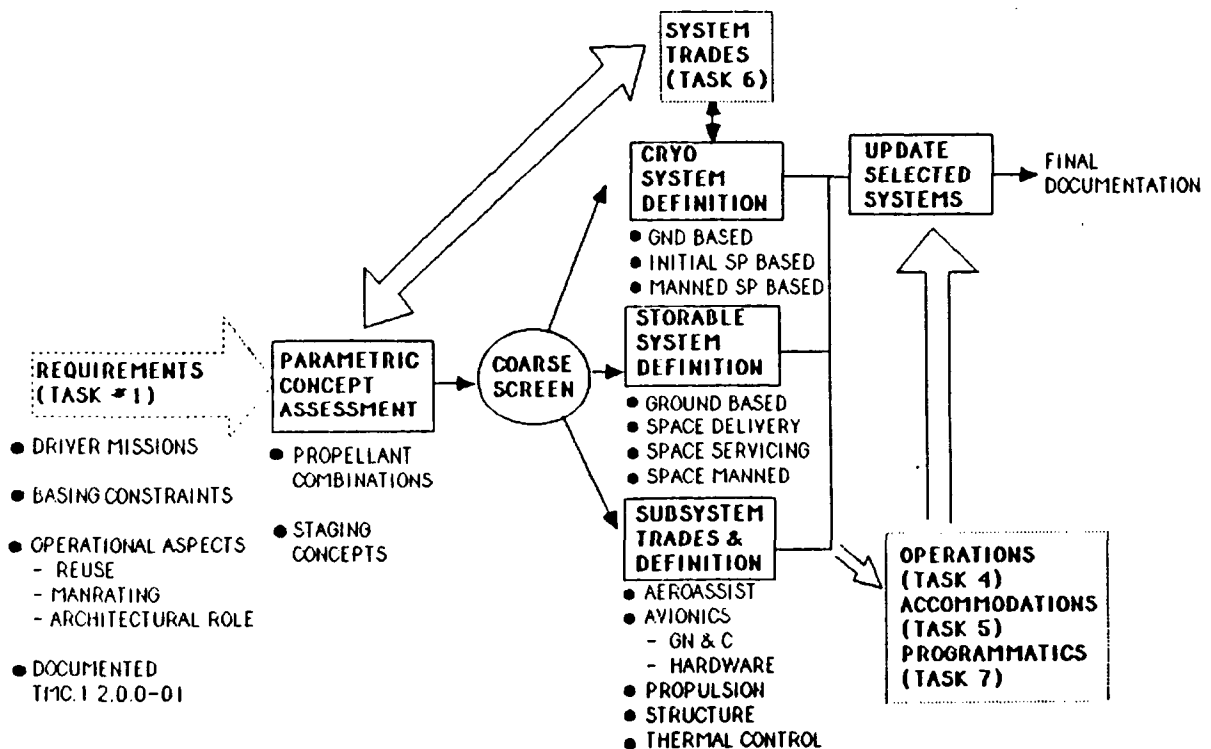 SYSTEM
TRADES
(TASK 6)
CRYO
SYSTEM
DEFINITION
● GND BASED
● INITIAL SP BASED
● MANNED SP BASED
UPDATE
SELECTED
SYSTEMS
FINAL
DOCUMENTATION
REQUIREMENTS
(TASK #1)
● DRIVER MISSIONS
● BASING CONSTRAINTS
● OPERATIONAL ASPECTS
- REUSE
- MANRATING
- ARCHITECTURAL ROLE
● DOCUMENTED
TMC.1 2.0.0-01
PARAMETRIC
CONCEPT
ASSESSMENT
● PROPELLANT
COMBINATIONS
● STAGING
CONCEPTS
COARSE
SCREEN
STORABLE
SYSTEM
DEFINITION
● GROUND BASED
● SPACE DELIVERY
● SPACE SERVICING
● SPACE MANNED
SUBSYSTEM
TRADES &
DEFINITION
● AEROASSIST
● AVIONICS
- GN & C
- HARDWARE
● PROPULSION
● STRUCTURE
● THERMAL CONTROL
OPERATIONS
(TASK 4)
ACCOMMODATIONS
(TASK 5)
PROGRAMMATICS
(TASK 7)